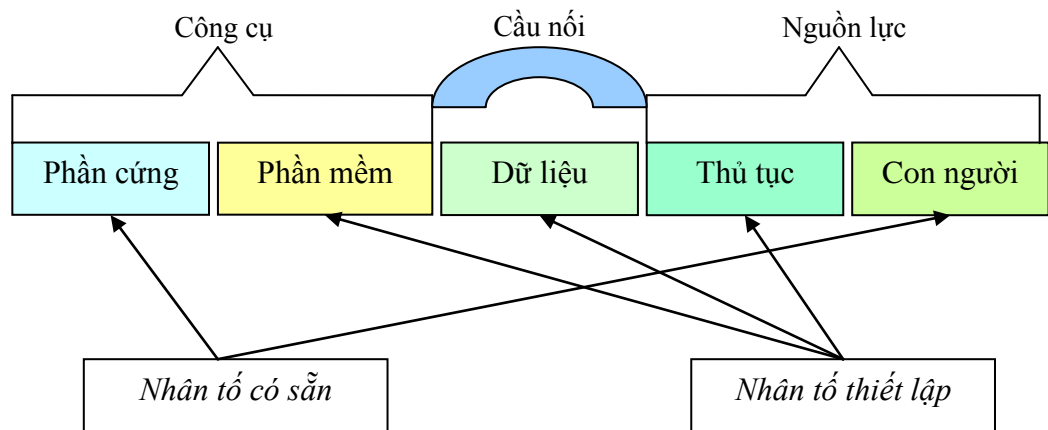 Công cụ
Cầu nối
Nguồn lực
Phần cứng
Phần mềm
Dữ liệu
Thủ tục
Con người
Nhân tố có sẵn
Nhân tố thiết lập